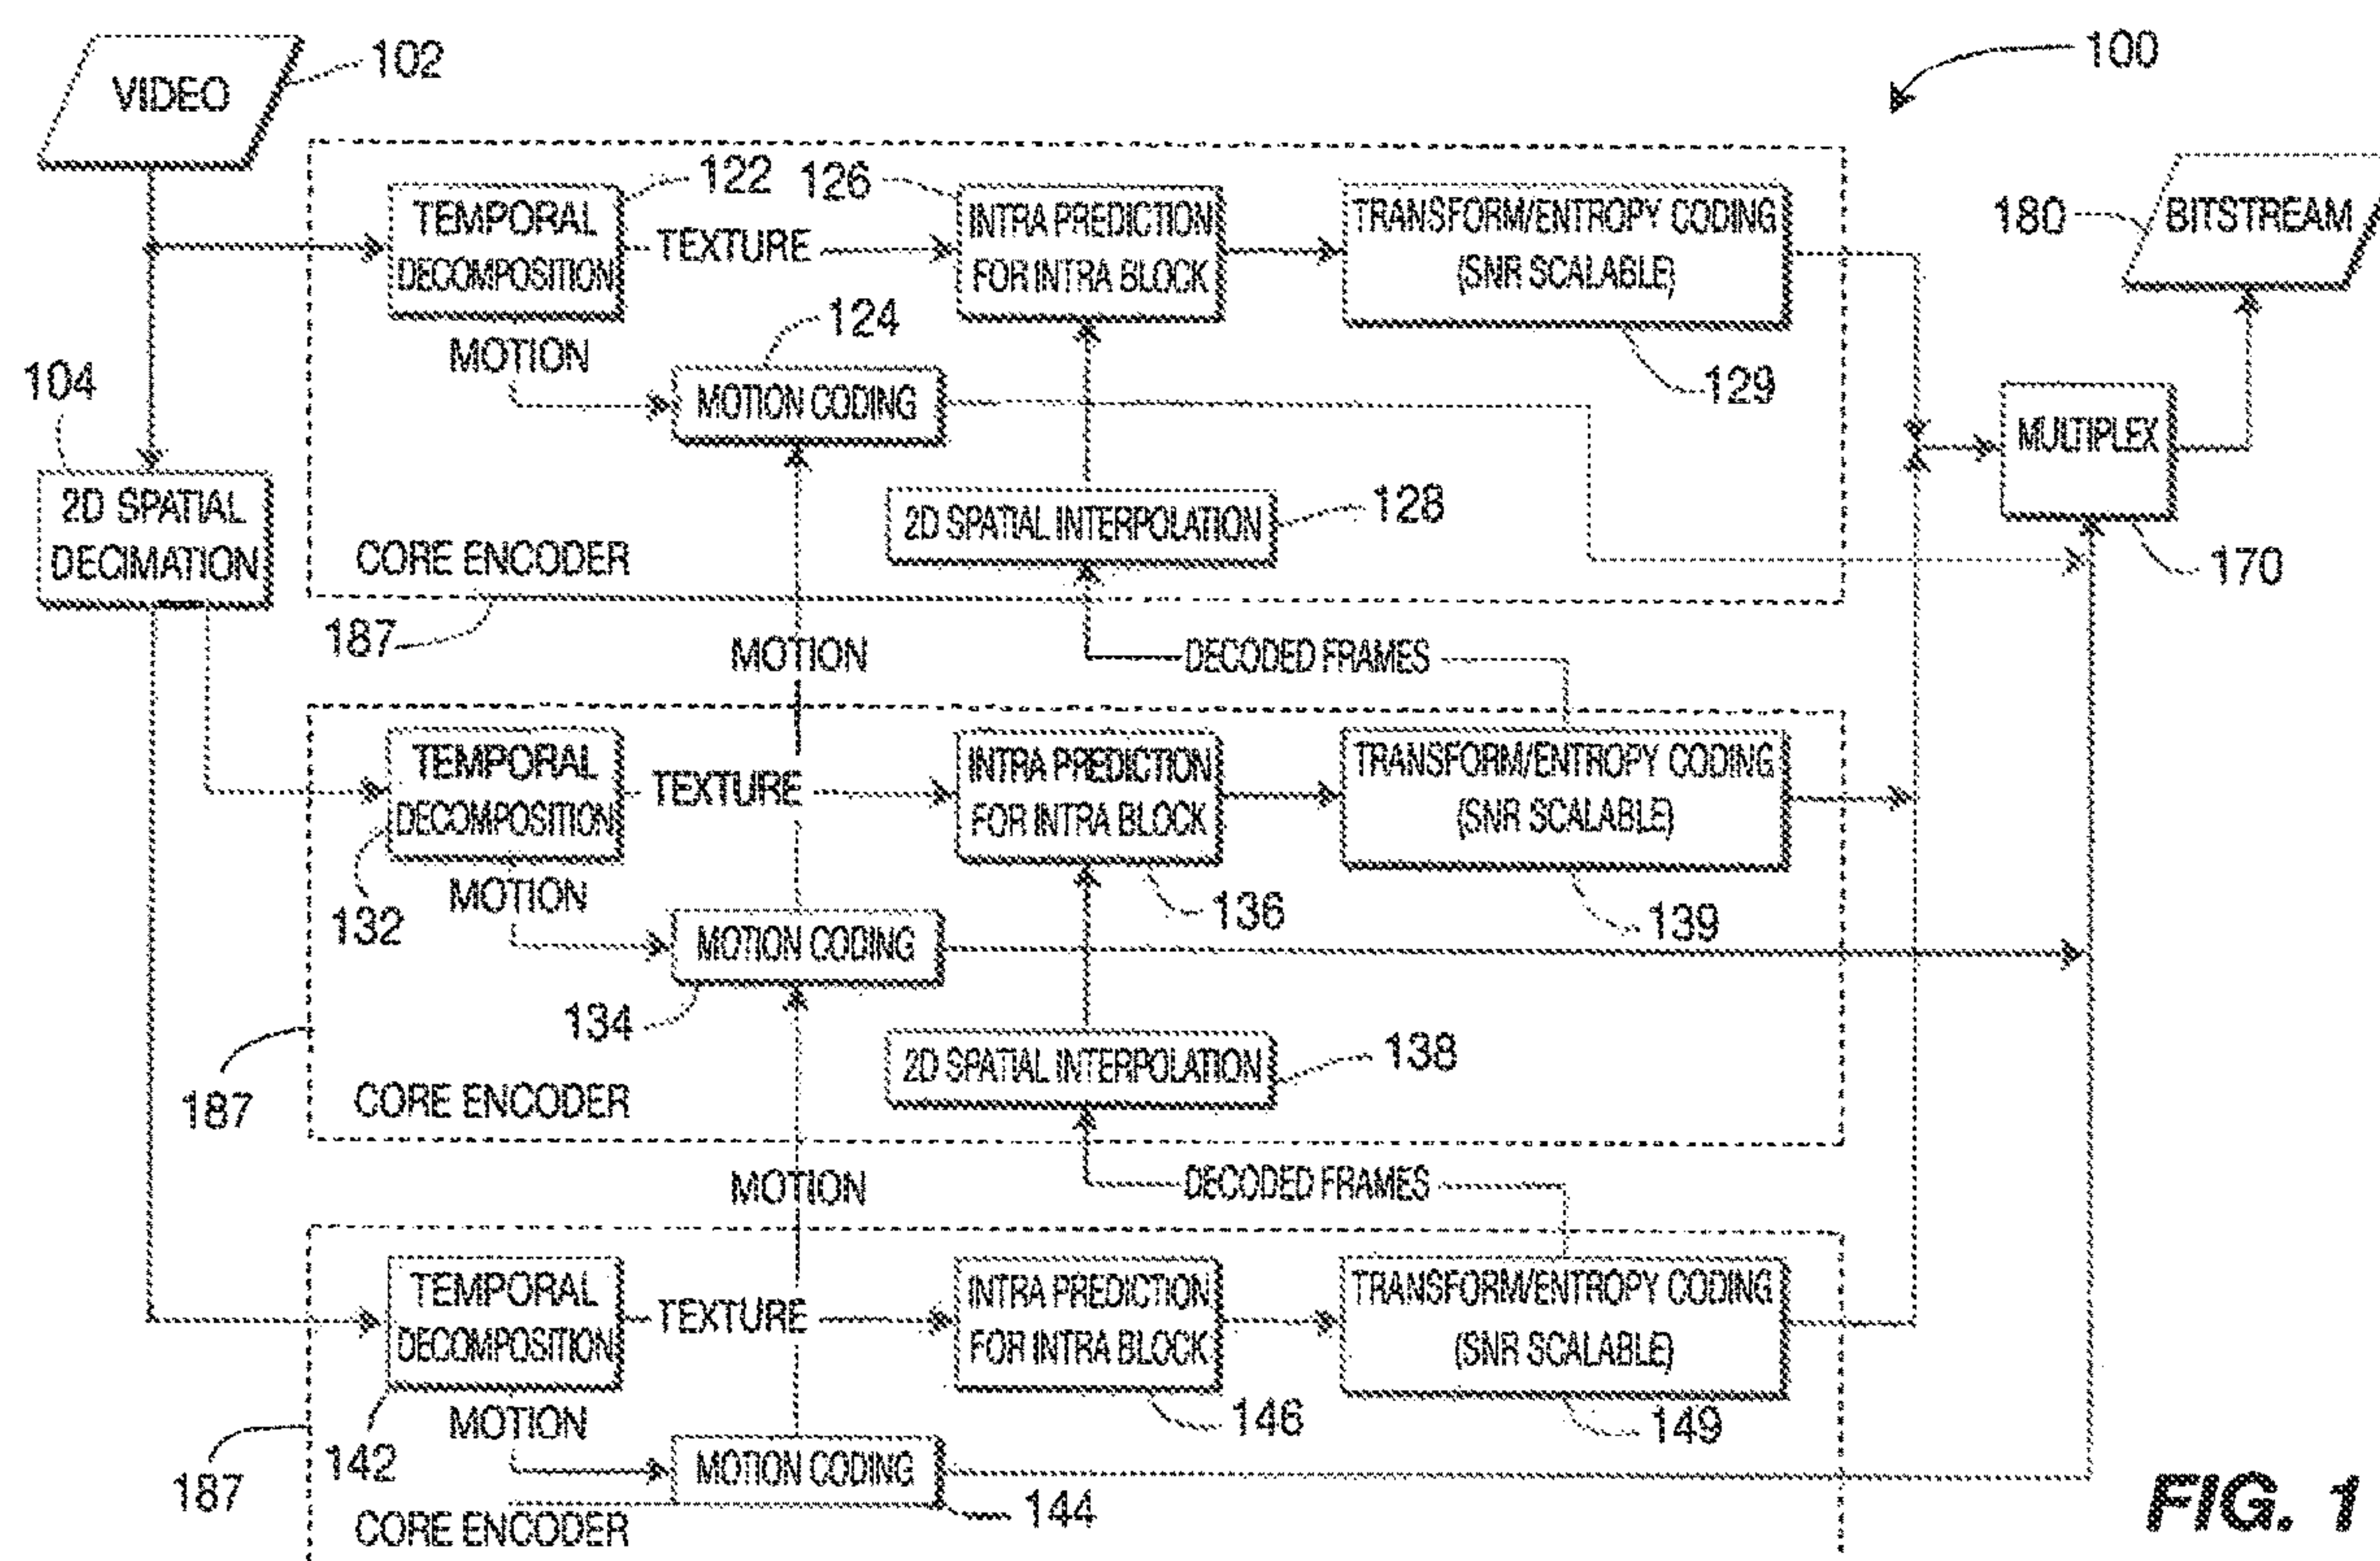 100
VIDEO
102
122
126
TEMPORAL
DECOMPOSITION
TEXTURE
INTRA PREDICTION
FOR INTRA BLOCK
TRANSFORM/ENTROPY CODING
(SNR SCALABLE)
180
BITSTREAM
MOTION
124
129
104
MOTION CODING
MULTIPLEX
2D SPATIAL
DECIMATION
2D SPATIAL INTERPOLATION
128
CORE ENCODER
170
187
MOTION
DECODED FRAMES
TEMPORAL
DECOMPOSITION
TEXTURE
INTRA PREDICTION
FOR INTRA BLOCK
TRANSFORM/ENTROPY CODING
(SNR SCALABLE)
132
MOTION
136
139
MOTION CODING
134
2D SPATIAL INTERPOLATION
138
187
CORE ENCODER
MOTION
DECODED FRAMES
TEMPORAL
DECOMPOSITION
TEXTURE
INTRA PREDICTION
FOR INTRA BLOCK
TRANSFORM/ENTROPY CODING
(SNR SCALABLE)
142
MOTION
146
149
187
MOTION CODING
144
CORE ENCODER
FIG. 1